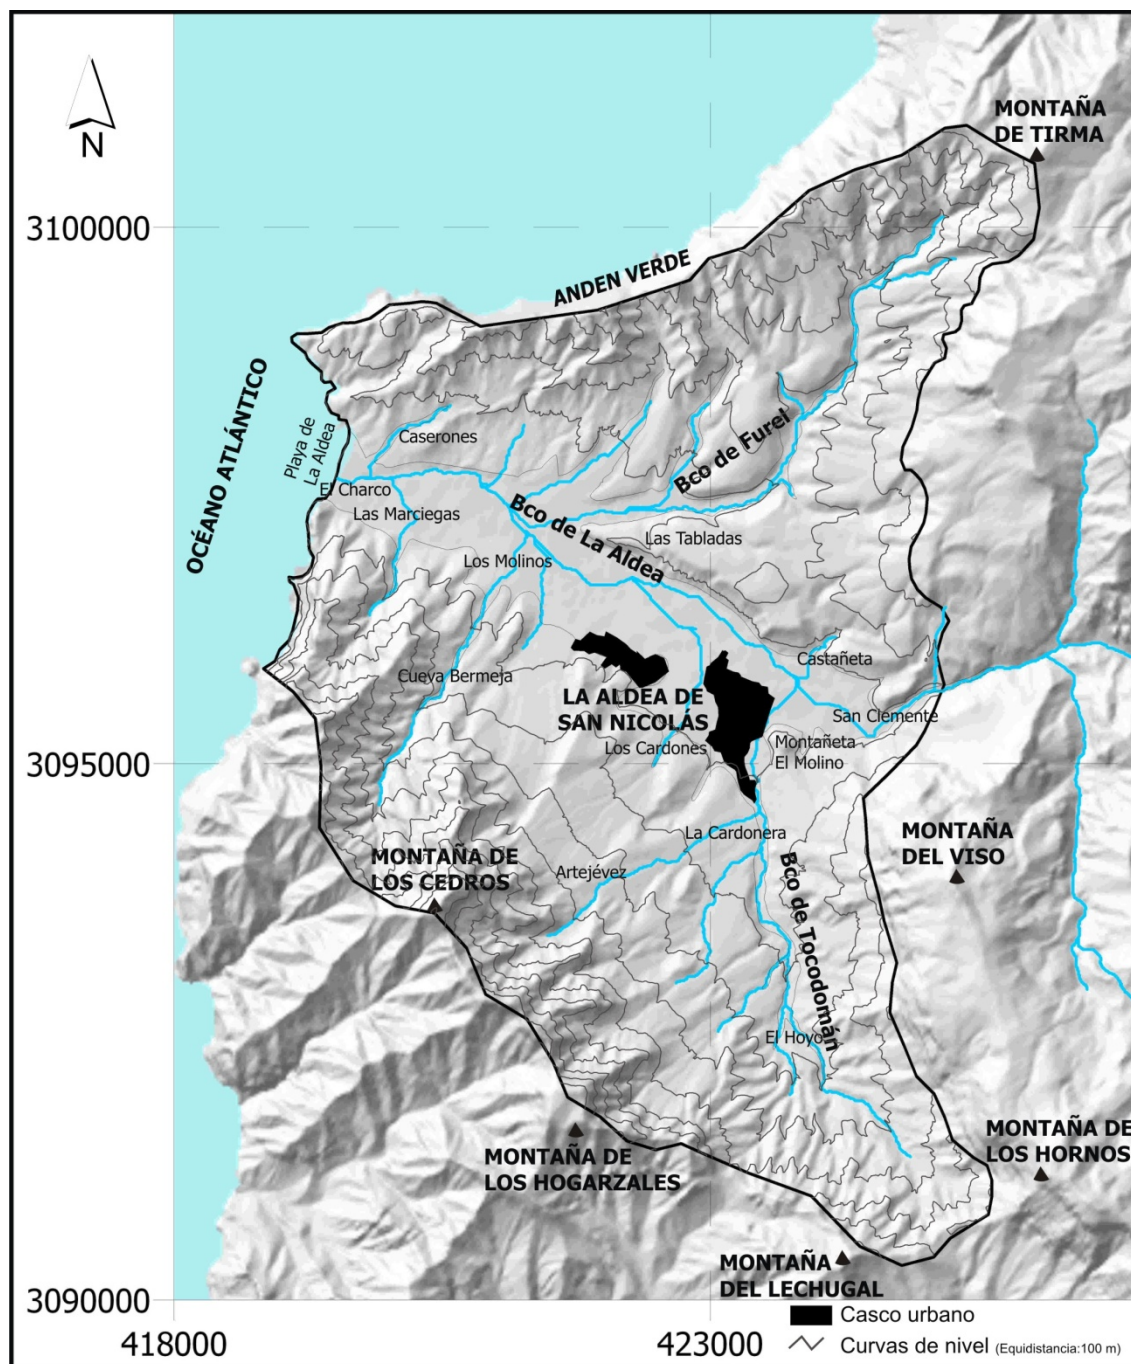 MONTAÑA
DE TIRMA
N
3100000
ANDEN VERDE
OCÉANO ATLÁNTICO
Playa de
La Aldea
Caserones
Bco de Furel
El Charco
Las Marciegas
Bco de La Aldea
Las Tabladas
Los Molinos
Castañeta
Cueva Bermeja
LA ALDEA DE
SAN NICOLÁS
San Clemente
Los Cardones
Montañeta
El Molino
3095000
La Cardonera
MONTAÑA
DEL VISO
MONTAÑA DE
LOS CEDROS
Artejévez
Bco de Tocodomán
El Hoyo
MONTAÑA DE
LOS HOGARZALES
MONTAÑA DE
LOS HORNOS
MONTAÑA
DEL LECHUGAL
3090000
418000
423000
Casco urbano
Curvas de nivel (Equidistancia:100 m)